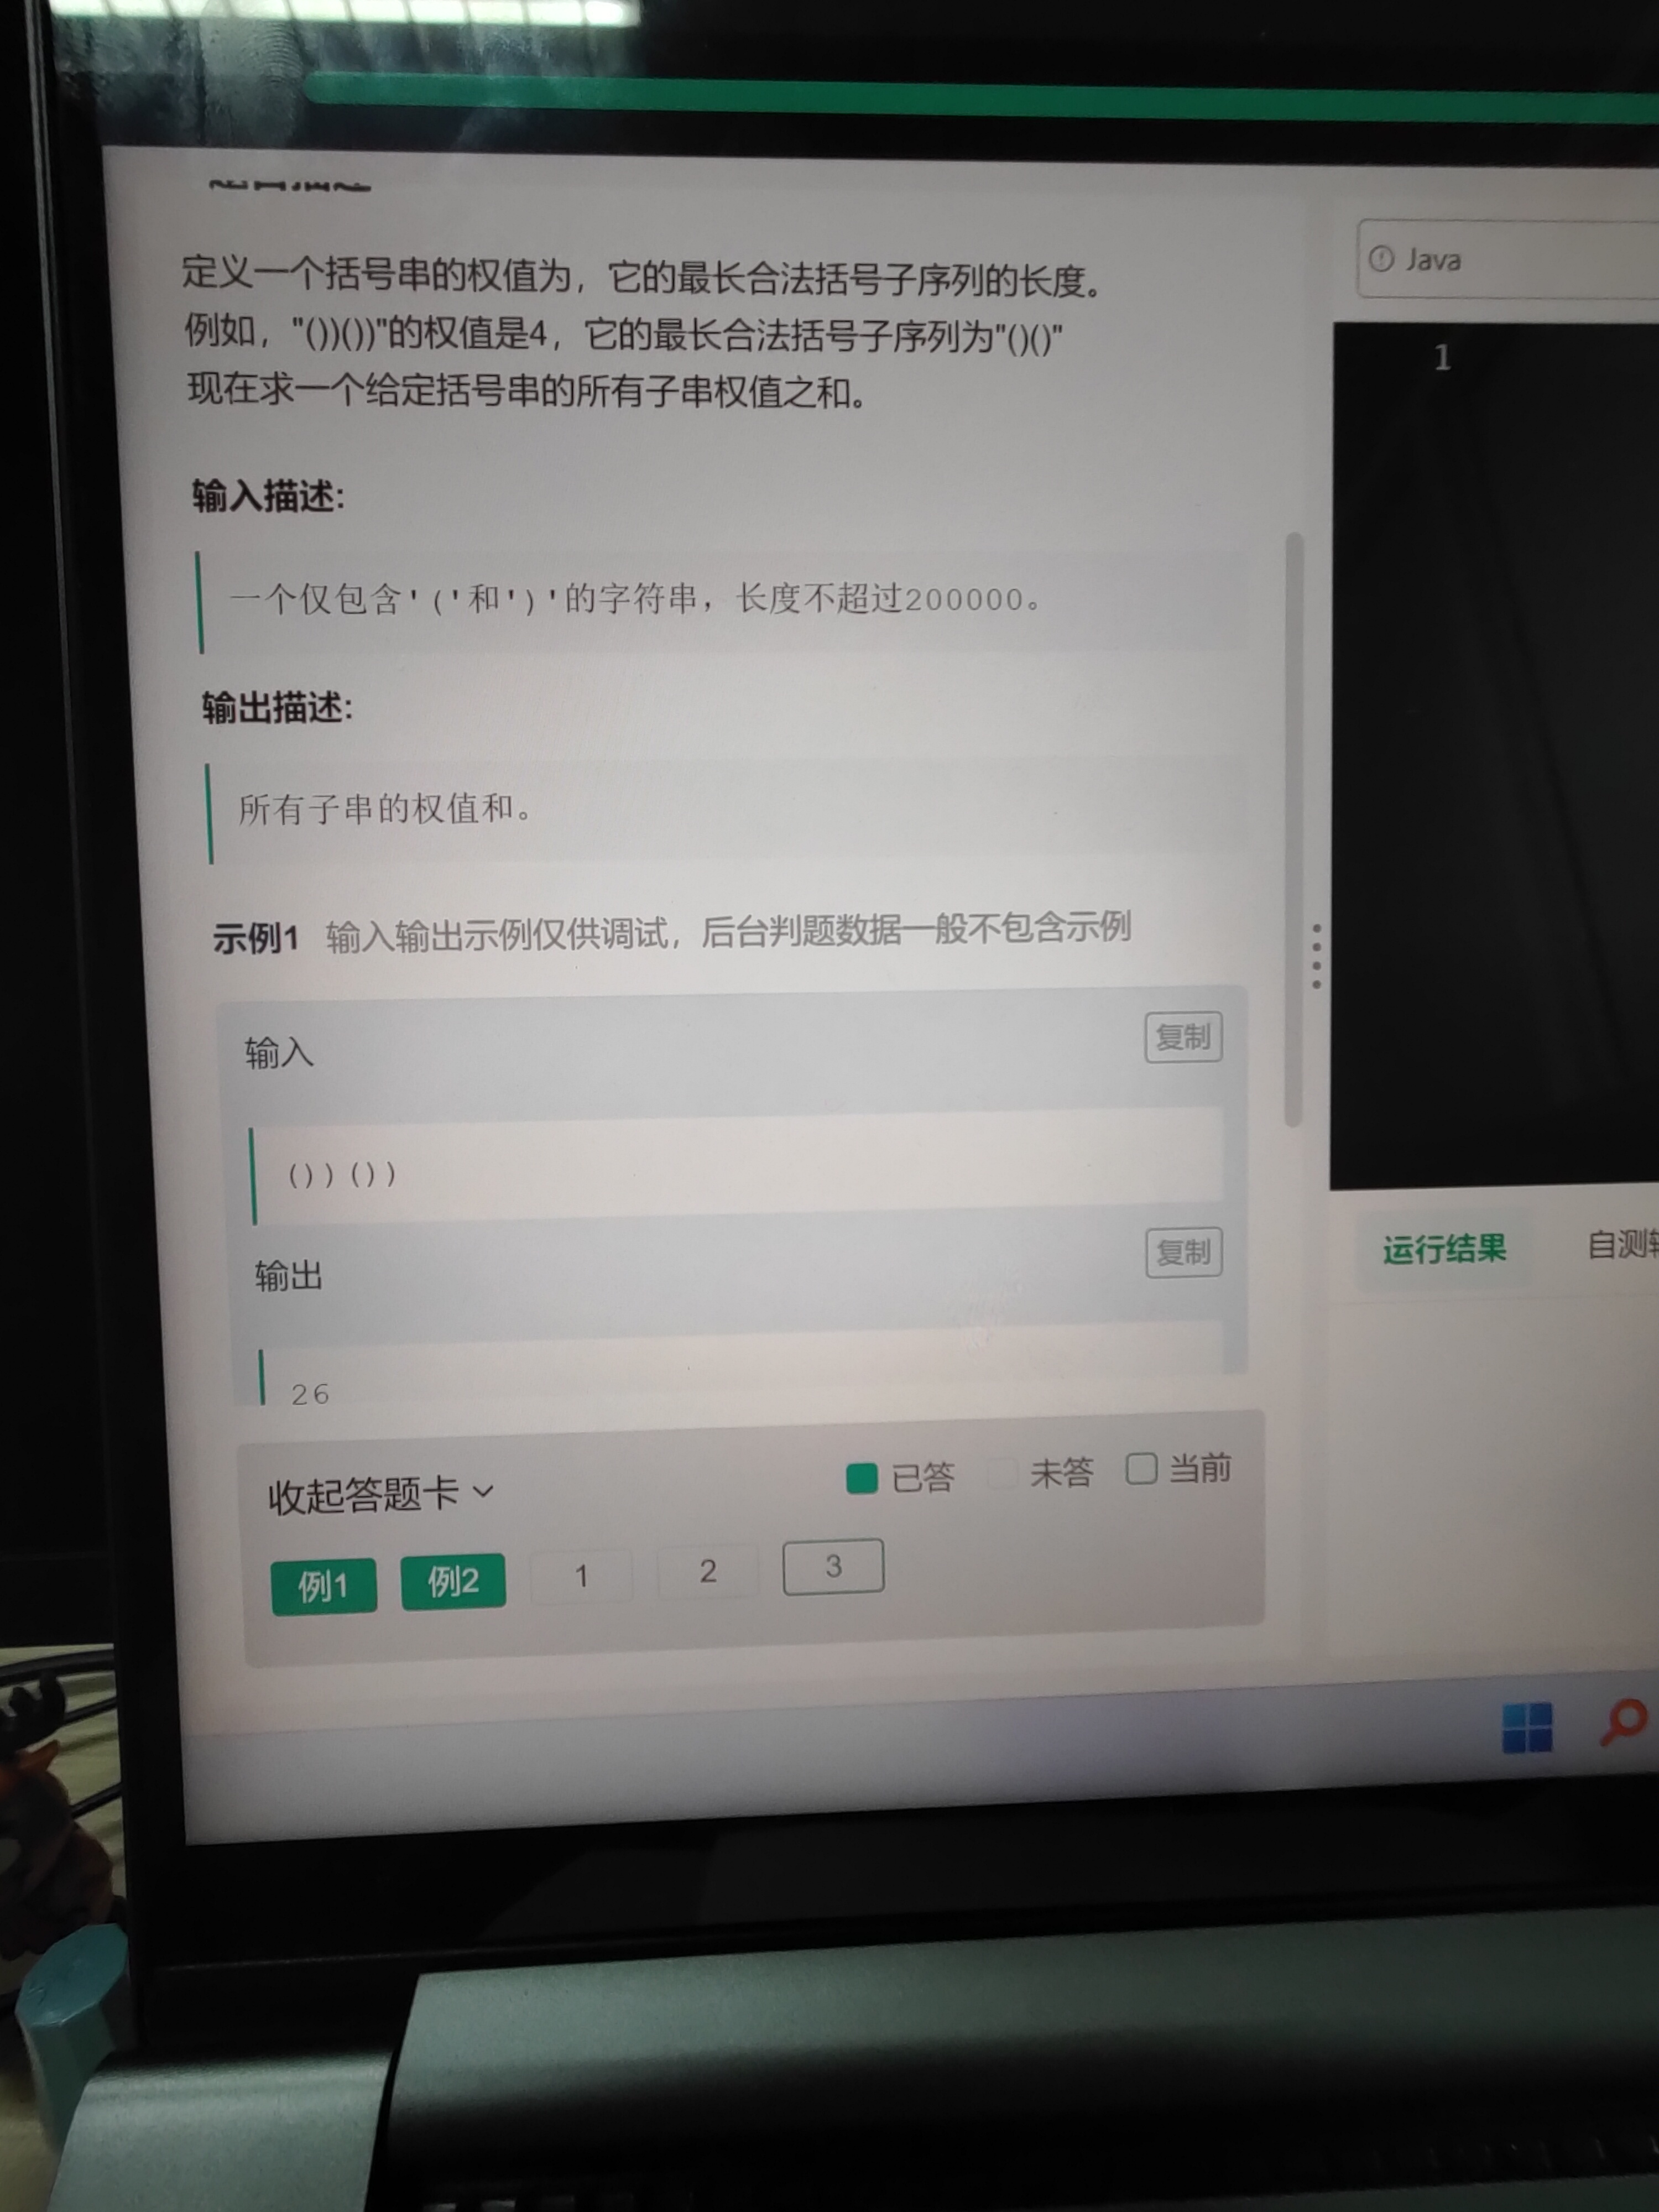 定义一个括号串的权值为，它的最长合法括号子序列的长度。
例如，"())())"的权值是4，它的最长合法括号子序列为"()()"
现在求一个给定括号串的所有子串权值之和。
输入描述:
一个仅包含'('和')'的字符串，长度不超过200000。
输出描述:
所有子串的权值和。
示例1 输入输出示例仅供调试，后台判题数据一般不包含示例
输入
复制
())())
输出
复制
26
收起答题卡
已答 未答 当前
例1 例2 1 2 3
Java
1
运行结果
自测